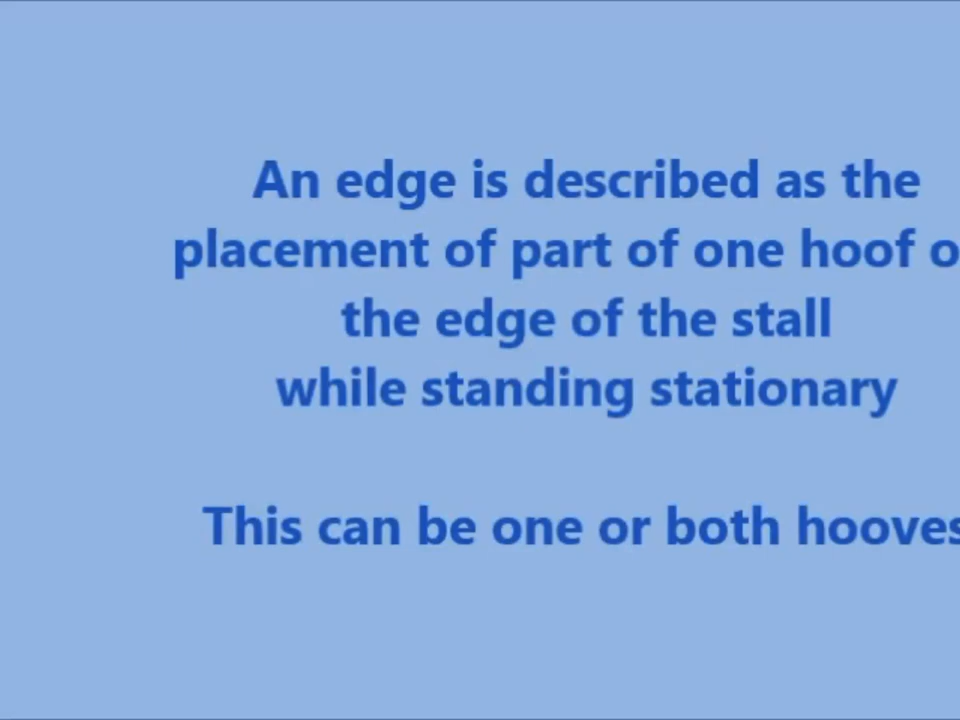 An edge is described as the
placement of part of one hoof
the edge of the stall
while standing stationary
This can be one or both hooves